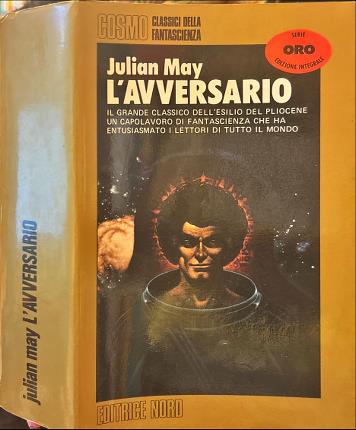 COSMO CLASSICI DELLA
FANTASCIENZA
SERIE
ORO
EDIZIONE INTEGRALE
Julian May
L'AVVERSARIO
IL GRANDE CLASSICO DELL'ESILIO DEL PLIOCENE
UN CAPOLAVORO DI FANTASCIENZA CHE HA
ENTUSIASMATO I LETTORI DI TUTTO IL MONDO
EDITRICE NORD
julian may L'AVVERSARIO